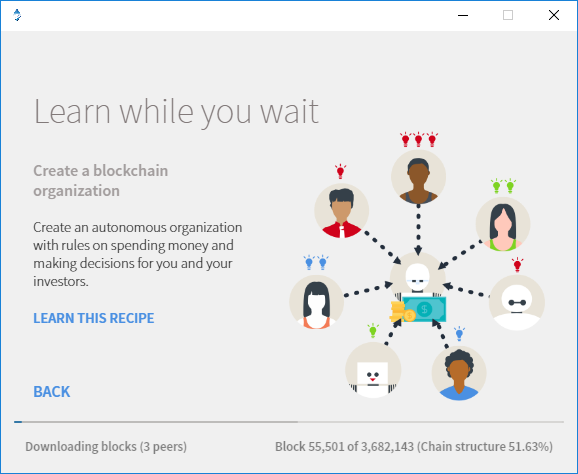 Learn while you wait
Create a blockchain
organization
Create an autonomous organization
with rules on spending money and
making decisions for you and your
investors.
LEARN THIS RECIPE
BACK
Downloading blocks (3 peers)
Block 55,501 of 3,682,143 (Chain structure 51.63%)